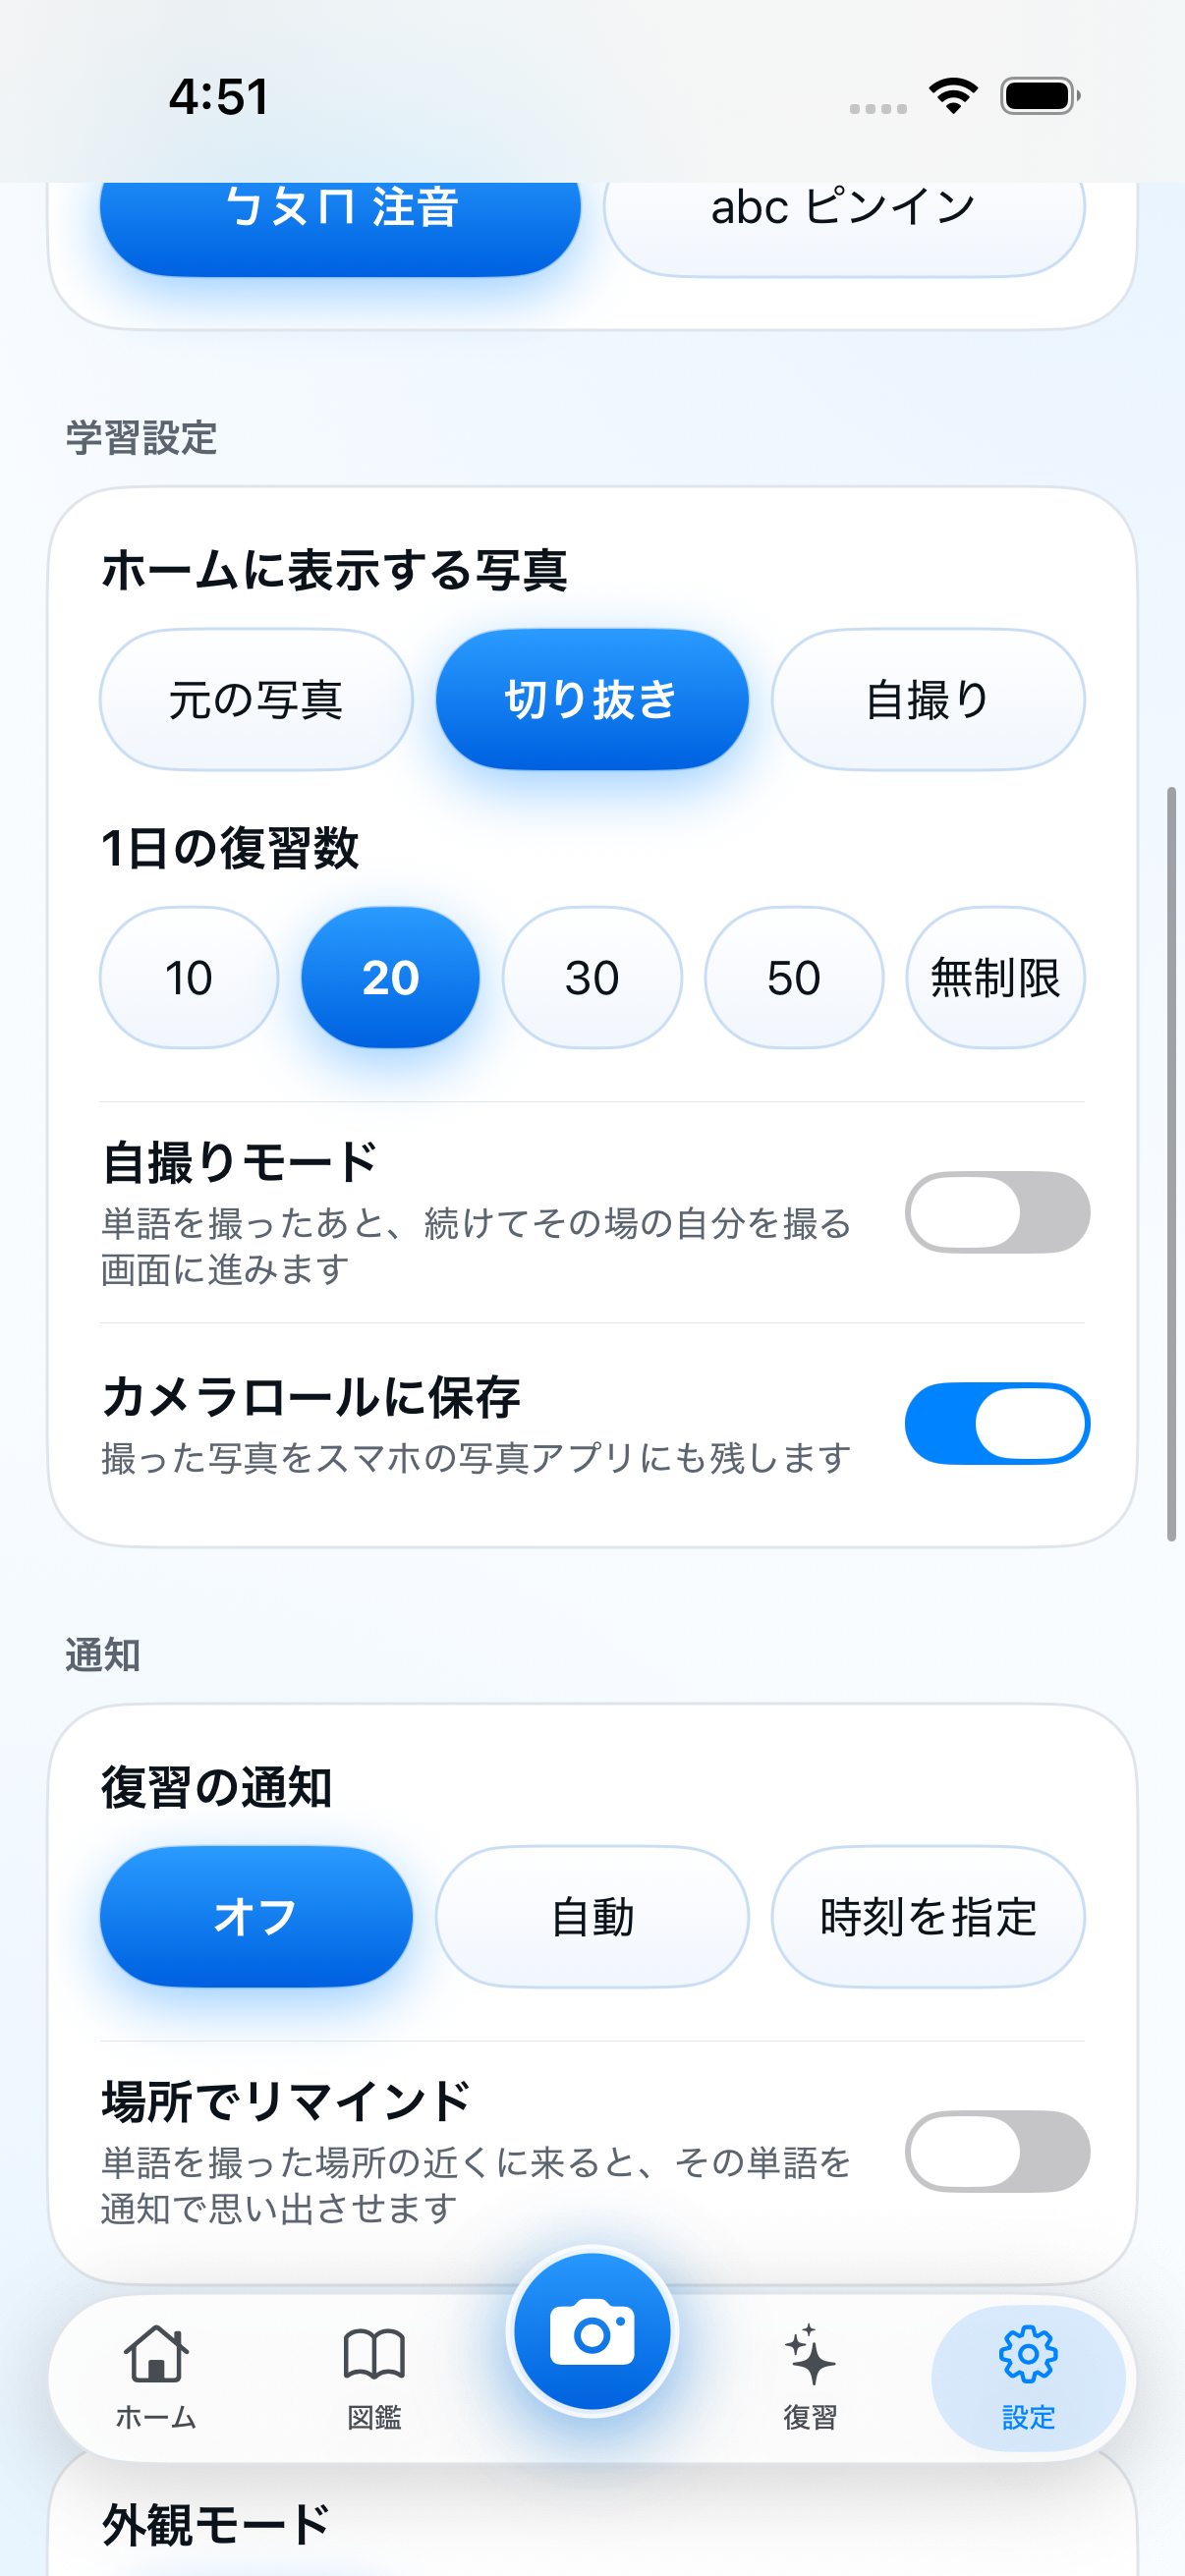 4:51
ㄅㄆㄇ 注音
abc ピンイン
学習設定
ホームに表示する写真
元の写真
切り抜き
自撮り
1日の復習数
10
20
30
50
無制限
自撮りモード
単語を撮ったあと、続けてその場の自分を撮る
画面に進みます
カメラロールに保存
撮った写真をスマホの写真アプリにも残します
通知
復習の通知
オフ
自動
時刻を指定
場所でリマインド
単語を撮った場所の近くに来ると、その単語を
通知で思い出させます
ホーム
図鑑
復習
設定
外観モード